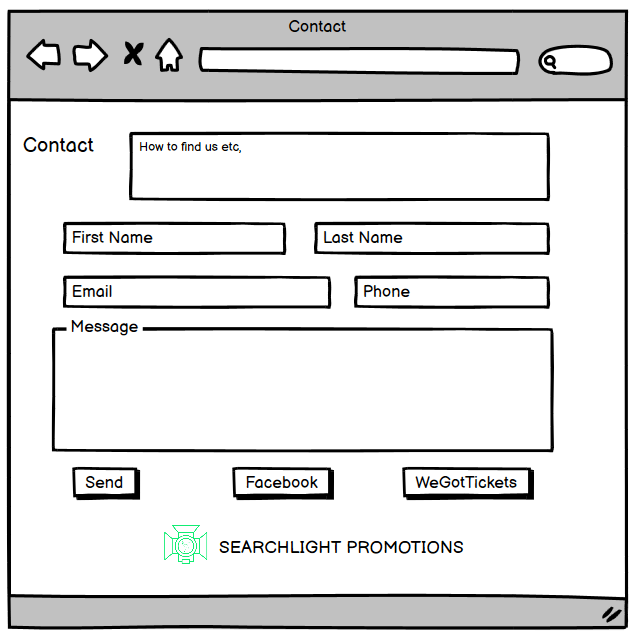 Contact
Contact
How to find us etc,
First Name
Last Name
Email
Phone
Message
Send
Facebook
WeGotTickets
SEARCHLIGHT PROMOTIONS